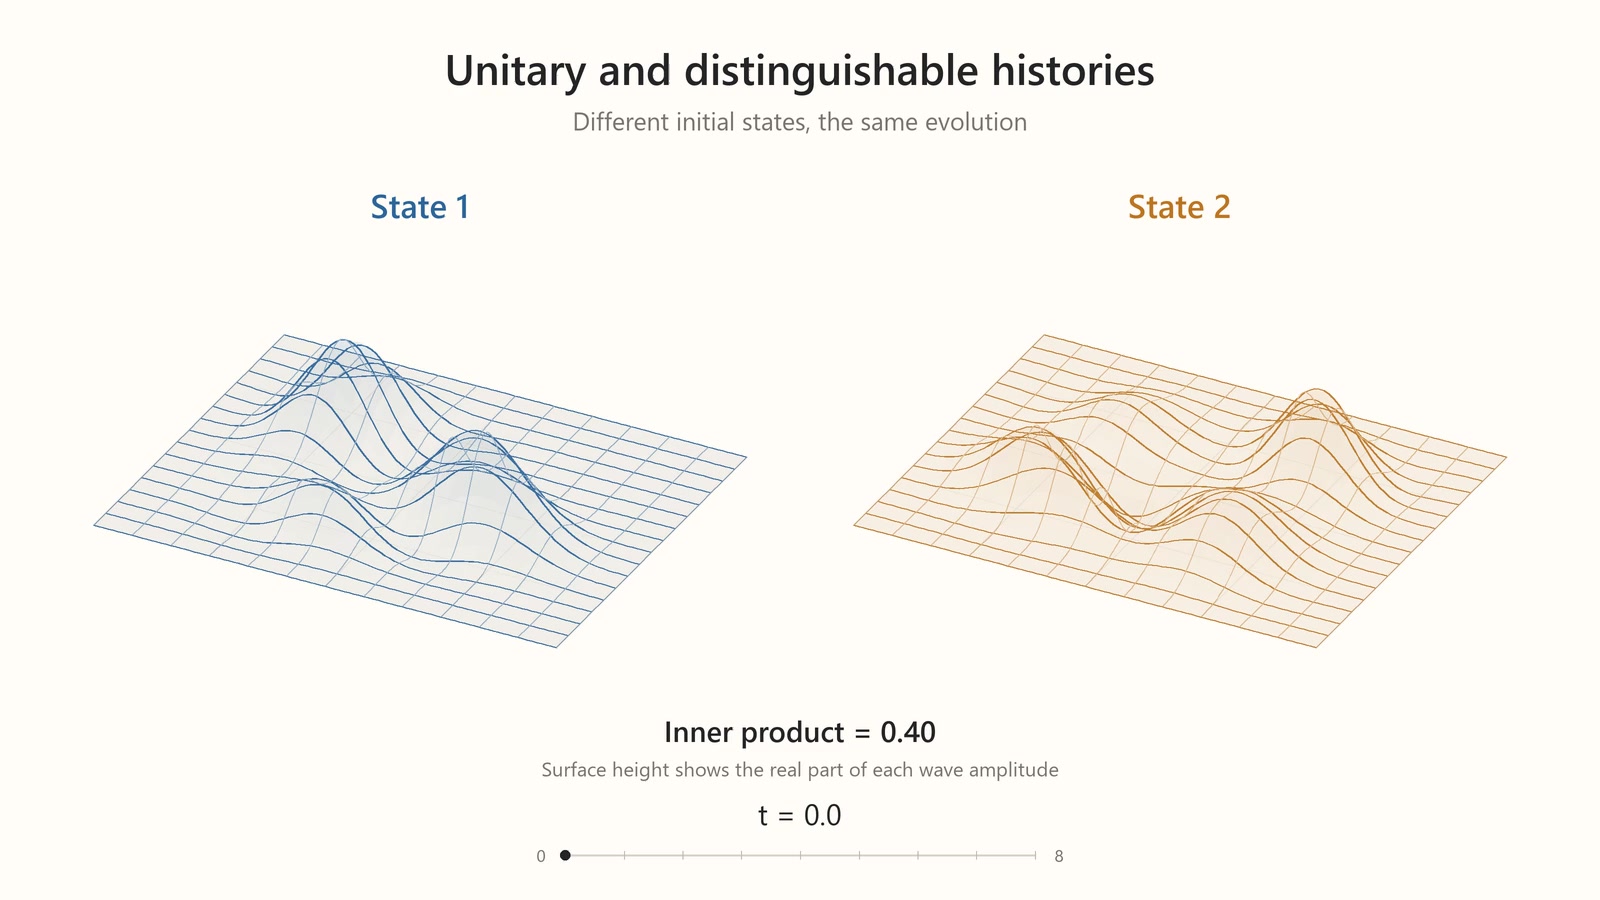 Unitary and distinguishable histories
Different initial states, the same evolution
State 1
State 2
Inner product = 0.40
Surface height shows the real part of each wave amplitude
t = 0.0
0
8